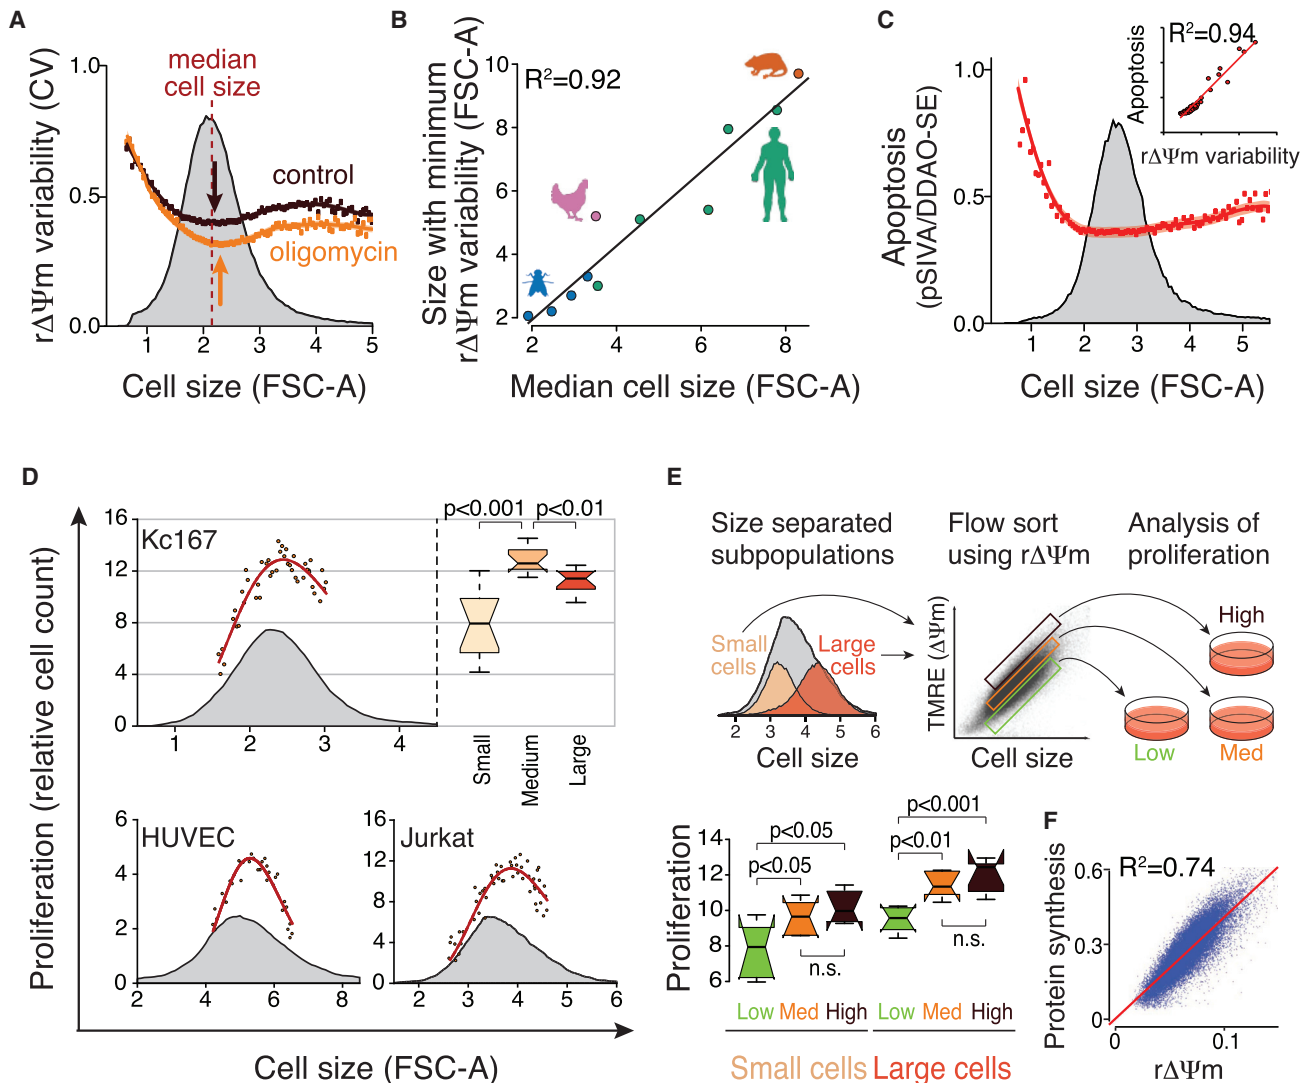 A
rΔΨm variability (CV)
1.0
0.5
0.0
median
cell size
control
oligomycin
1 2 3 4 5
Cell size (FSC-A)
B
Size with minimum
rΔΨm variability (FSC-A)
R²=0.92
10
8
6
4
2
2 4 6 8
Median cell size (FSC-A)
C
Apoptosis
(pSIVA/DDAO-SE)
1.0
0.5
0.0
Apoptosis
R²=0.94
rΔΨm variability
1 2 3 4 5
Cell size (FSC-A)
D
Proliferation (relative cell count)
16
12
8
4
0
Kc167
p<0.001 p<0.01
1 2 3 4
Small
Medium
Large
6
4
2
0
HUVEC
2 4 6 8
16
12
8
4
0
Jurkat
2 3 4 5 6
Cell size (FSC-A)
E
Size separated
subpopulations
Flow sort
using rΔΨm
Analysis of
proliferation
Small
cells
Large
cells
2 3 4 5 6
Cell size
TMRE (ΔΨm)
Cell size
High
Low
Med
Proliferation
14
12
10
8
6
p<0.05
p<0.05
n.s.
p<0.001
p<0.01
n.s.
Low Med High Low Med High
Small cells Large cells
F
Protein synthesis
R²=0.74
0.6
0.3
0
0 0.1
rΔΨm